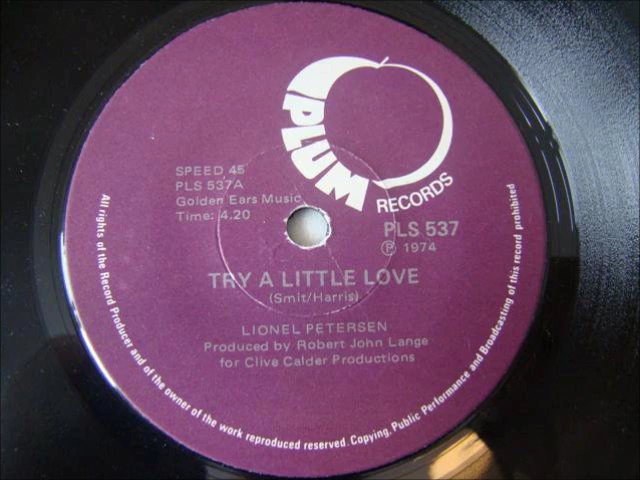 PLUM
RECORDS
SPEED 45
PLS 537A
Golden Ears Music
Time: 4.20
PLS 537
℗ 1974
TRY A LITTLE LOVE
(Smit/Harris)
LIONEL PETERSEN
Produced by Robert John Lange
for Clive Calder Productions
All rights of the Record Producer and of the owner of the work reproduced reserved. Copying, Public Performance and Broadcasting of this record prohibited